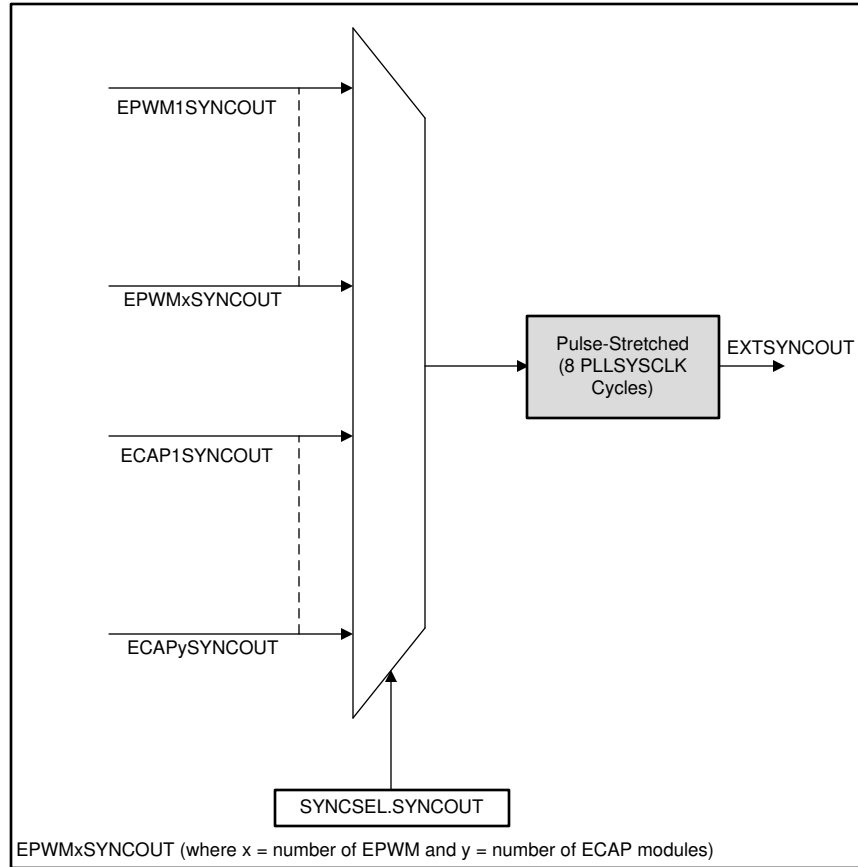 EPWM1SYNCOUT
EPWMxSYNCOUT
Pulse-Stretched
(8 PLLSYSCLK
Cycles)
EXTSYNCOUT
ECAP1SYNCOUT
ECAPySYNCOUT
SYNCSEL.SYNCOUT
EPWMxSYNCOUT (where x = number of EPWM and y = number of ECAP modules)